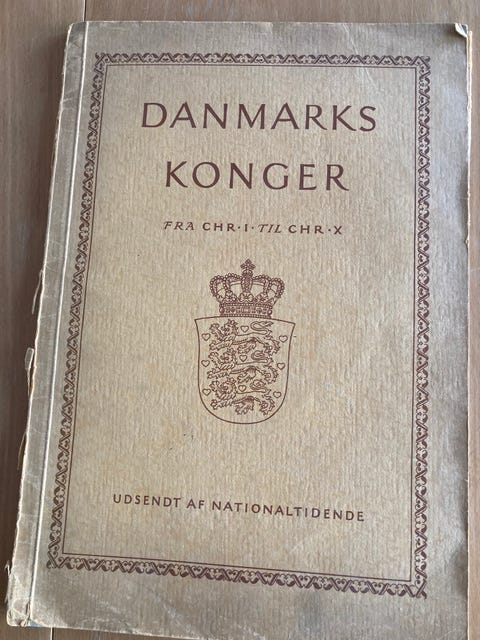 DANMARKS
KONGER
FRA CHR·I·TIL CHR·X
UDSENDT AF NATIONALTIDENDE